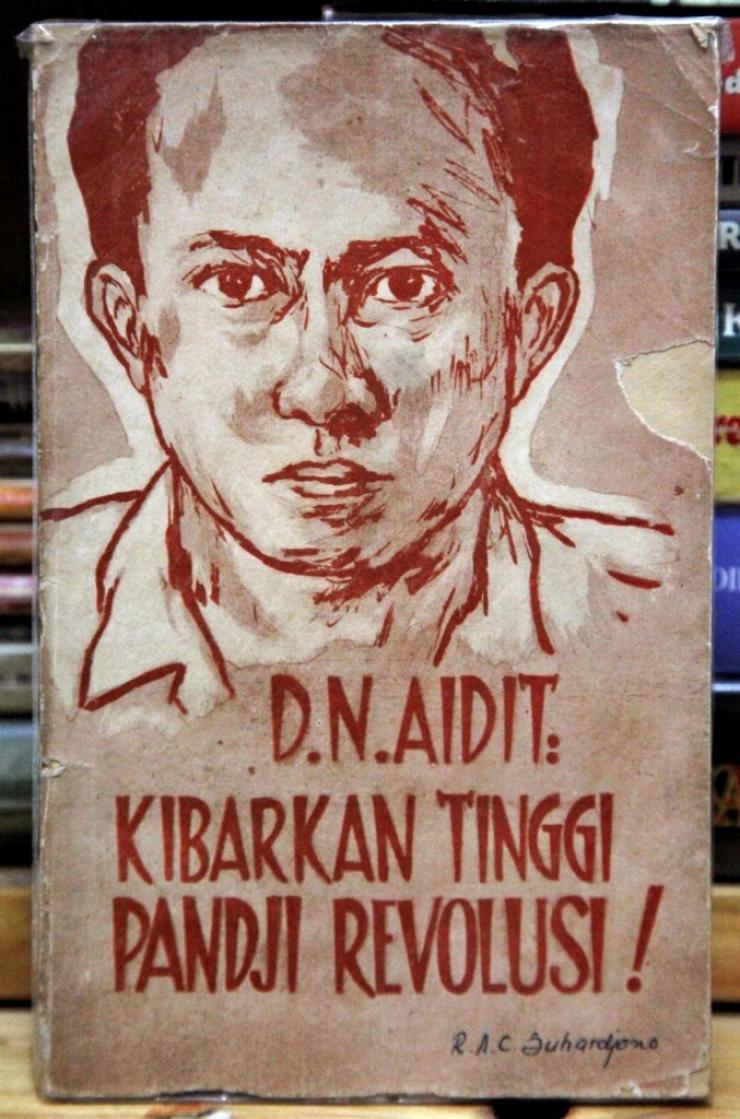 D.N.AIDIT:
KIBARKAN TINGGI
PANDJI REVOLUSI!
R.A.C Suhardjono